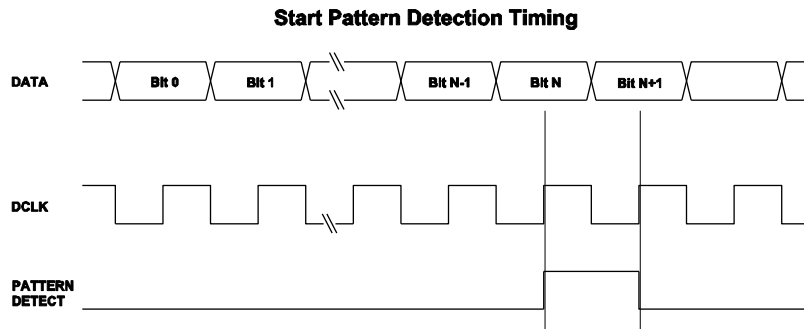 Start Pattern Detection Timing
DATA
Bit 0
Bit 1
Bit N-1
Bit N
Bit N+1
DCLK
PATTERN
DETECT